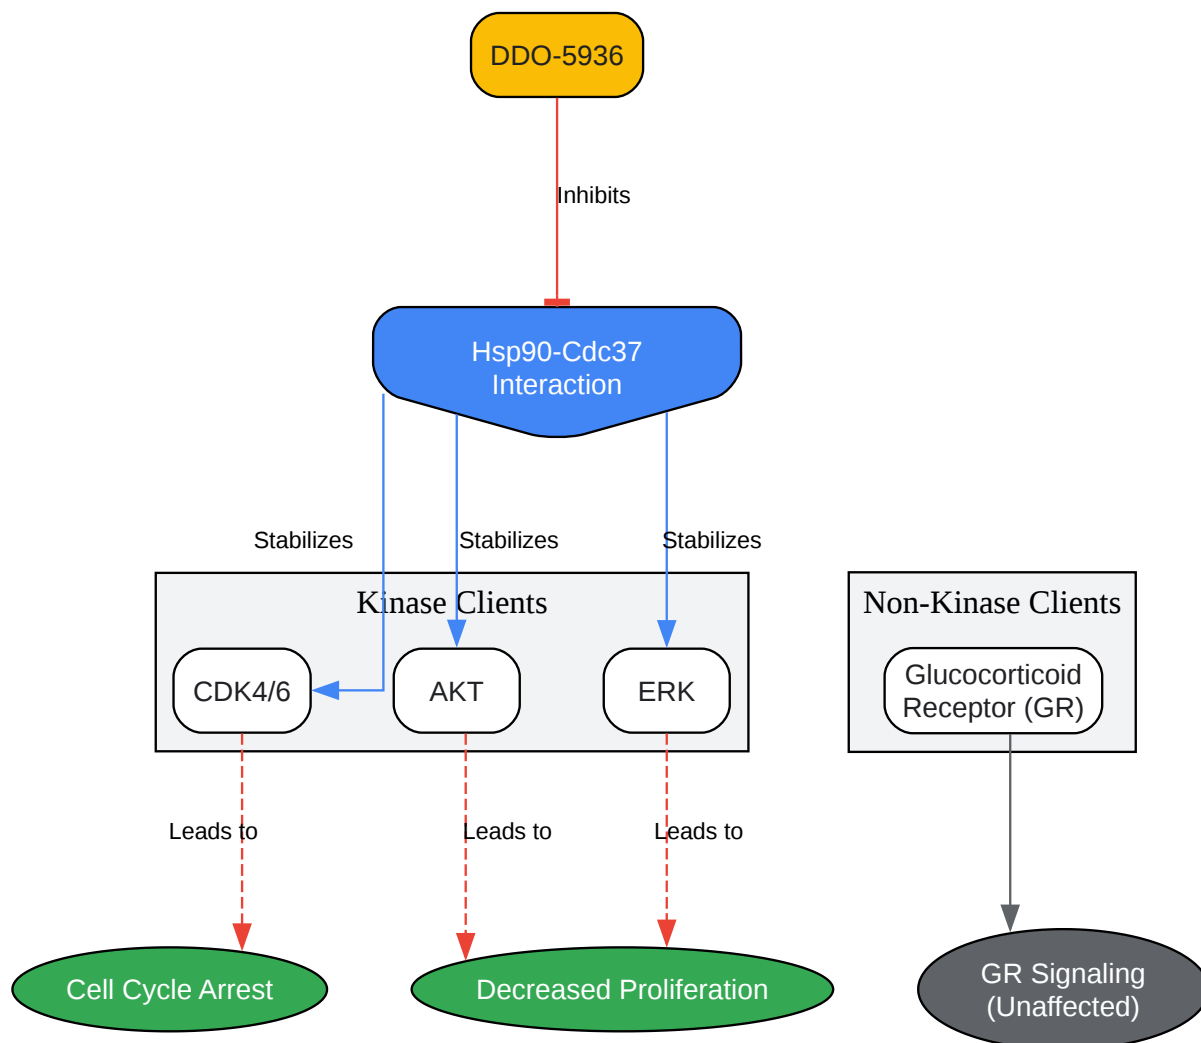 DDO-5936
Inhibits
Hsp90-Cdc37
Interaction
Stabilizes
Stabilizes
Stabilizes
Kinase Clients
Non-Kinase Clients
CDK4/6
AKT
ERK
Glucocorticoid
Receptor (GR)
Leads to
Leads to
Leads to
Cell Cycle Arrest
Decreased Proliferation
GR Signaling
(Unaffected)